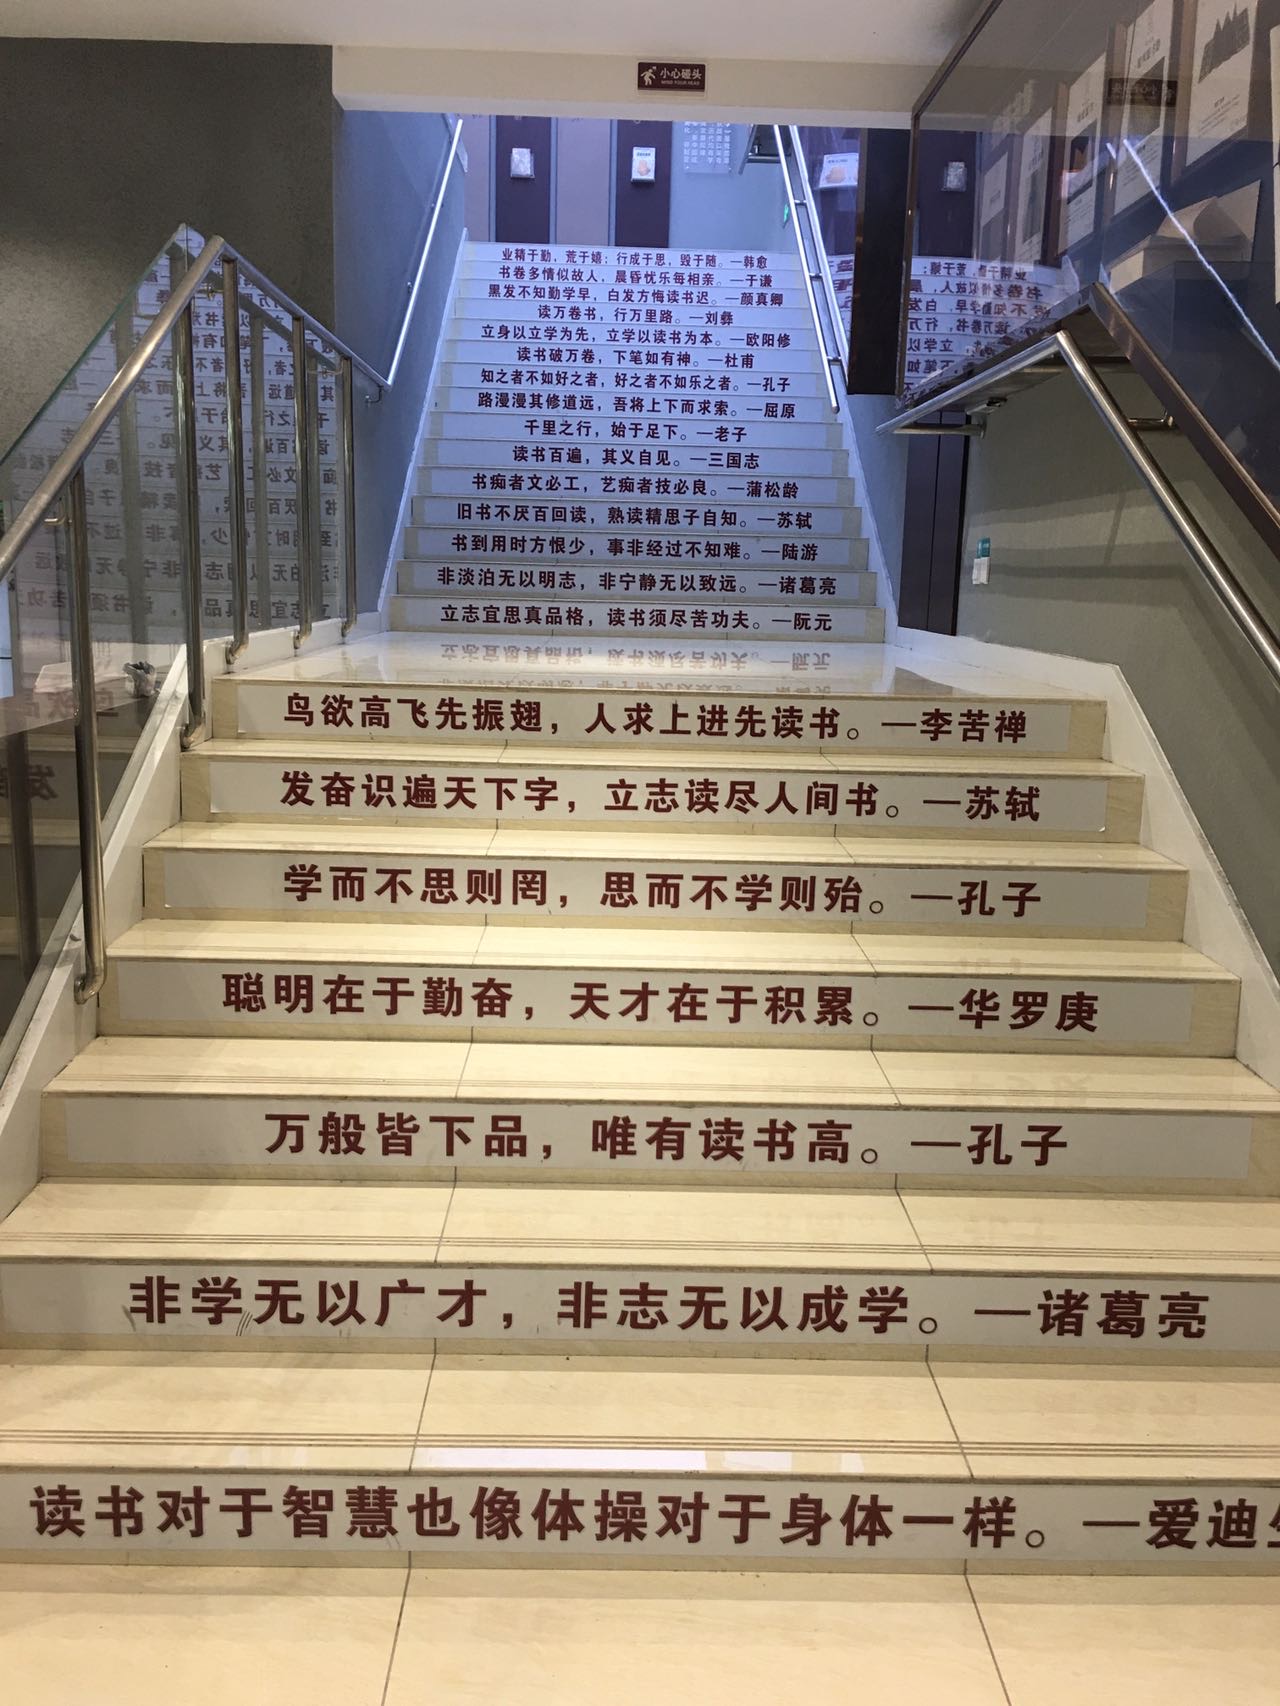 小心碰头
MIND YOUR HEAD
业精于勤，荒于嬉；行成于思，毁于随。—韩愈
书卷多情似故人，晨昏忧乐每相亲。—于谦
黑发不知勤学早，白发方悔读书迟。—颜真卿
读万卷书，行万里路。—刘彝
立身以立学为先，立学以读书为本。—欧阳修
读书破万卷，下笔如有神。—杜甫
知之者不如好之者，好之者不如乐之者。—孔子
路漫漫其修道远，吾将上下而求索。—屈原
千里之行，始于足下。—老子
读书百遍，其义自见。—三国志
书痴者文必工，艺痴者技必良。—蒲松龄
旧书不厌百回读，熟读精思子自知。—苏轼
书到用时方恨少，事非经过不知难。—陆游
非淡泊无以明志，非宁静无以致远。—诸葛亮
立志宜思真品格，读书须尽苦功夫。—阮元
鸟欲高飞先振翅，人求上进先读书。—李苦禅
发奋识遍天下字，立志读尽人间书。—苏轼
学而不思则罔，思而不学则殆。—孔子
聪明在于勤奋，天才在于积累。—华罗庚
万般皆下品，唯有读书高。—孔子
非学无以广才，非志无以成学。—诸葛亮
读书对于智慧也像体操对于身体一样。—爱迪